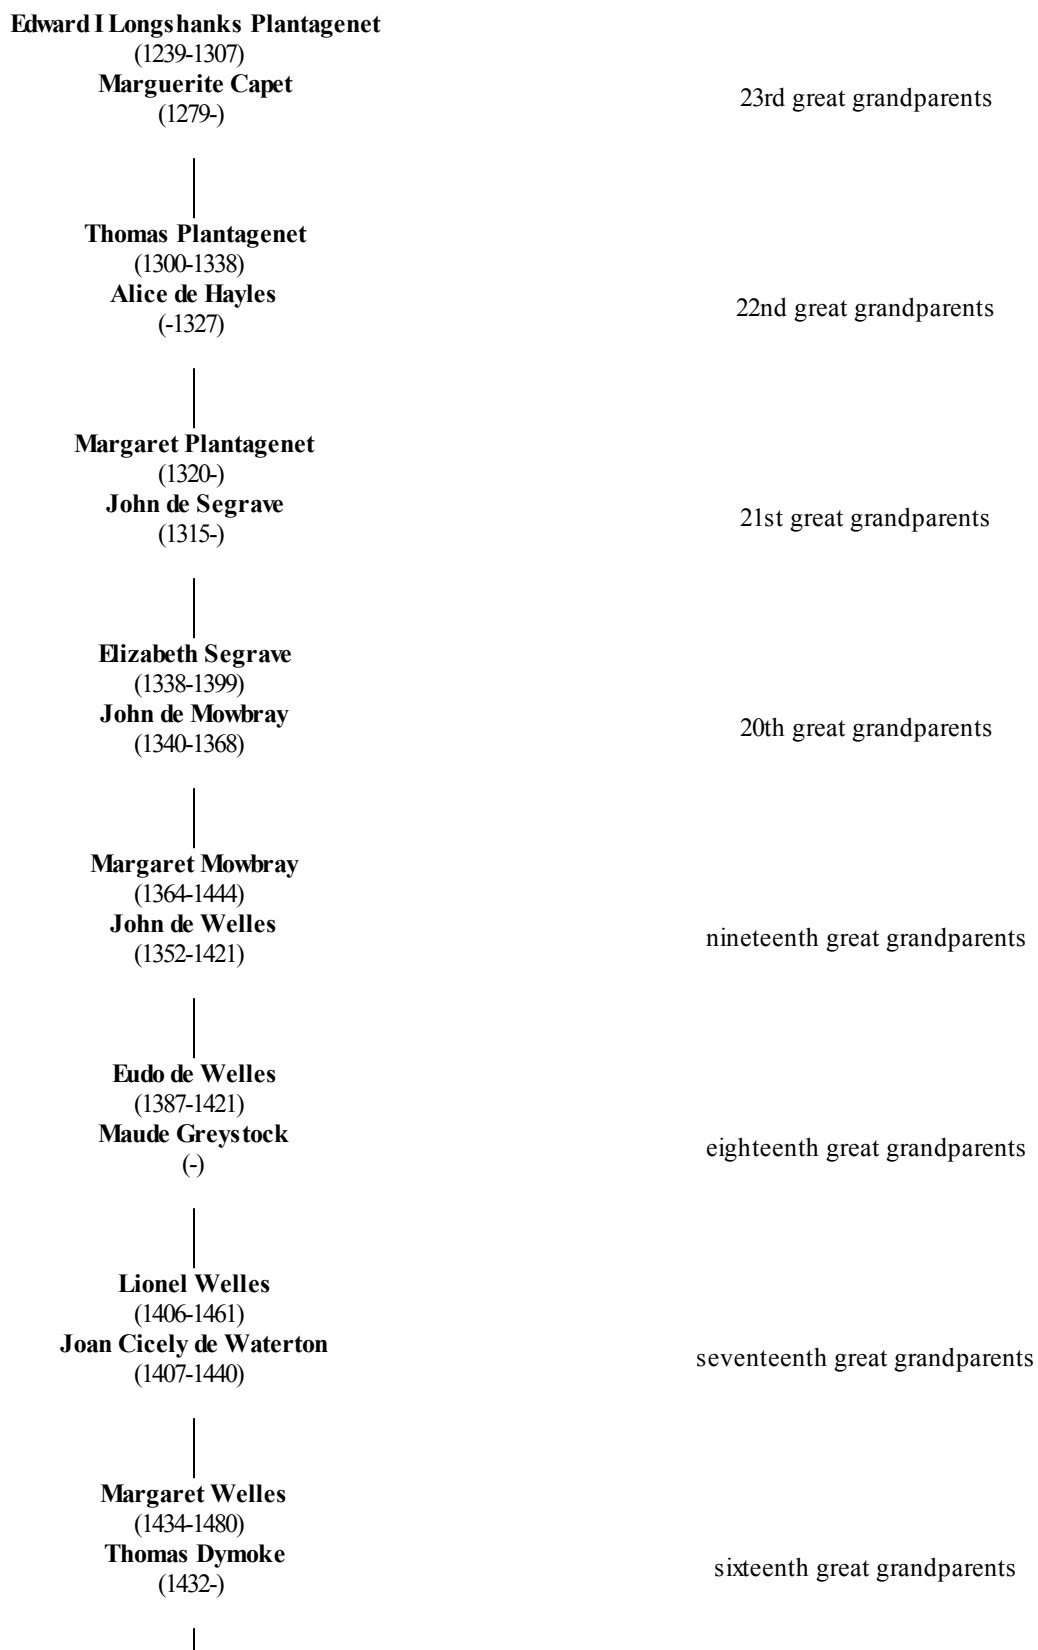 Edward I Longshanks Plantagenet
(1239-1307)
Marguerite Capet
(1279-)
23rd great grandparents
Thomas Plantagenet
(1300-1338)
Alice de Hayles
(-1327)
22nd great grandparents
Margaret Plantagenet
(1320-)
John de Segrave
(1315-)
21st great grandparents
Elizabeth Segrave
(1338-1399)
John de Mowbray
(1340-1368)
20th great grandparents
Margaret Mowbray
(1364-1444)
John de Welles
(1352-1421)
nineteenth great grandparents
Eudo de Welles
(1387-1421)
Maude Greystock
(-)
eighteenth great grandparents
Lionel Welles
(1406-1461)
Joan Cicely de Waterton
(1407-1440)
seventeenth great grandparents
Margaret Welles
(1434-1480)
Thomas Dymoke
(1432-)
sixteenth great grandparents